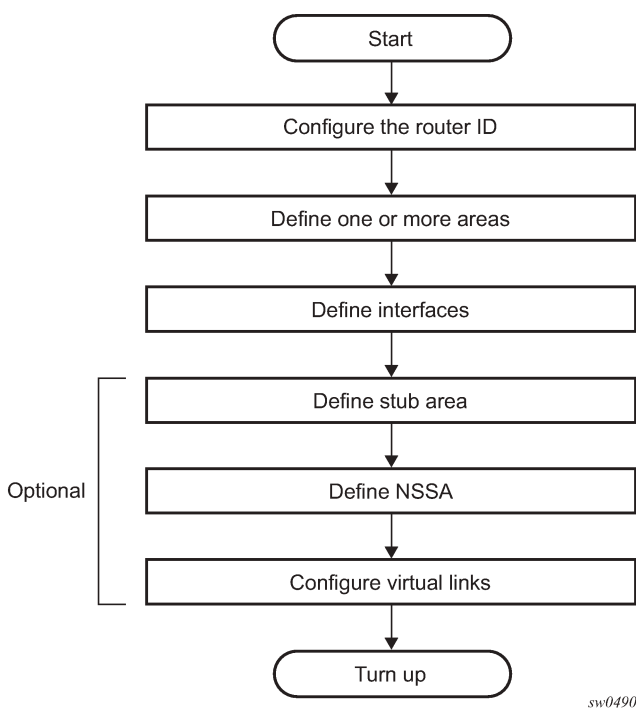 Start
Configure the router ID
Define one or more areas
Define interfaces
Define stub area
Optional
Define NSSA
Configure virtual links
Turn up
sw0490